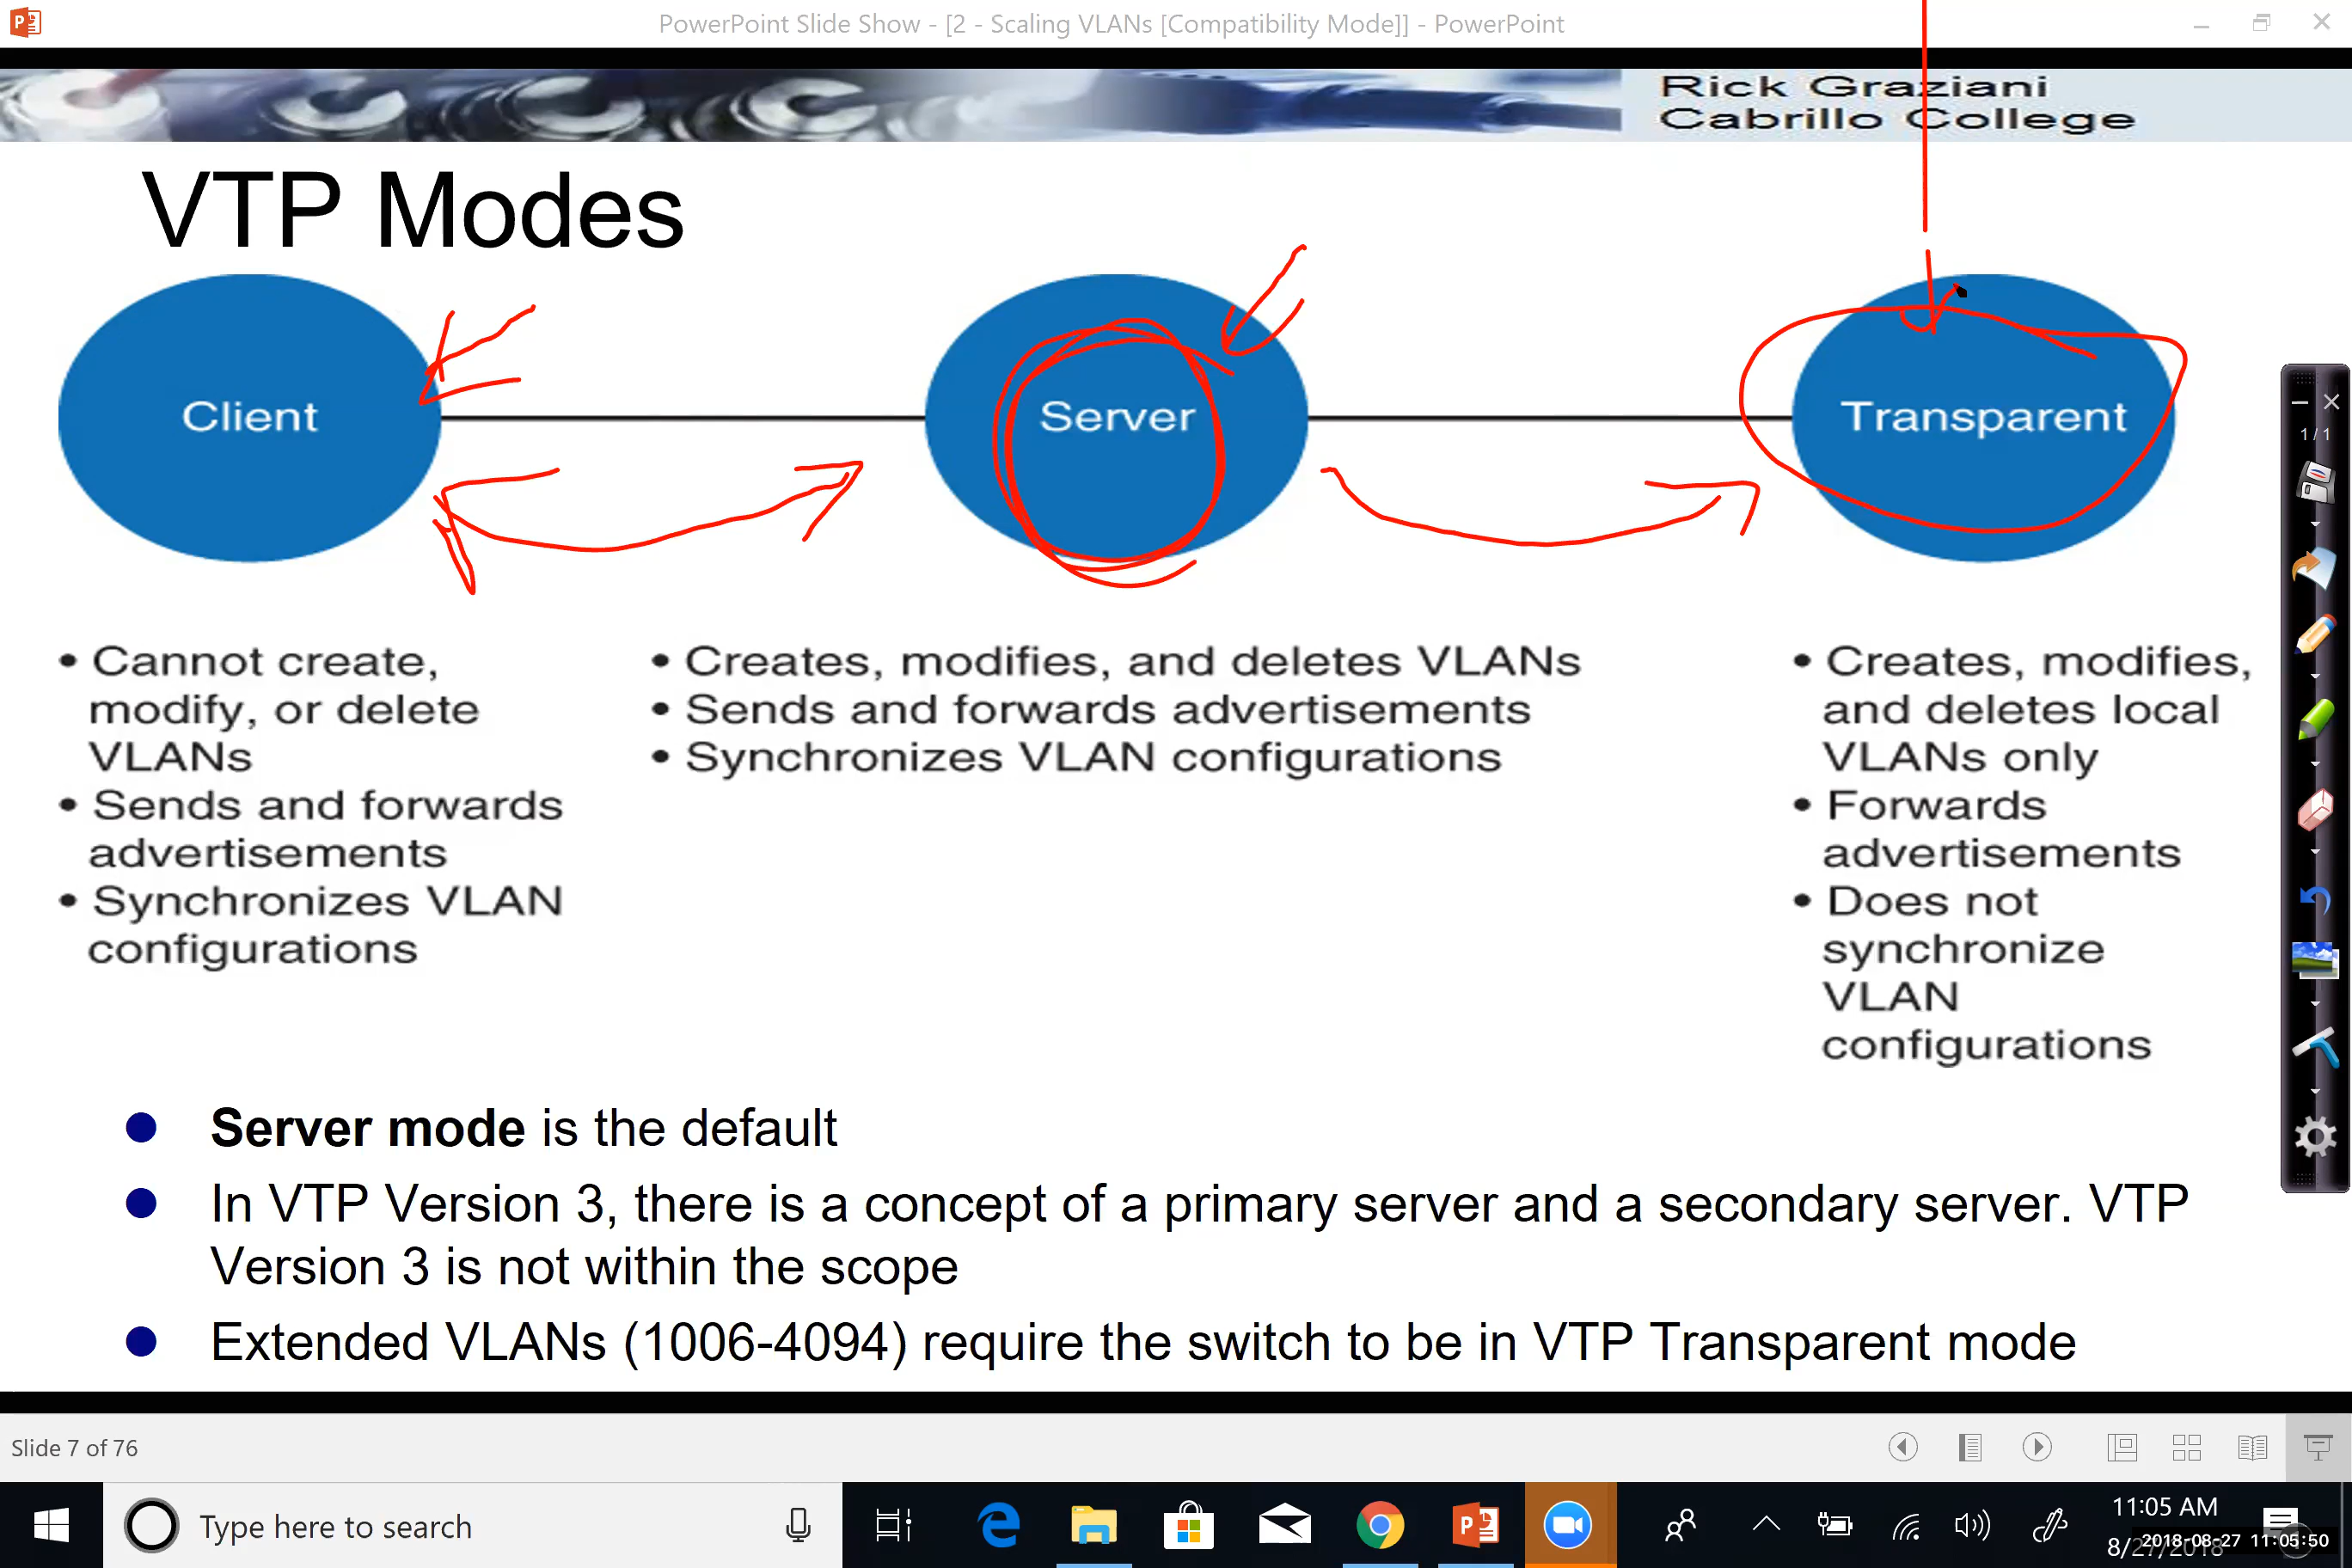 PowerPoint Slide Show - [2 - Scaling VLANs [Compatibility Mode]] - PowerPoint
Rick Graziani
Cabrillo College
VTP Modes
Client
Server
Transparent
1/1
• Cannot create,
modify, or delete
VLANs
• Sends and forwards
advertisements
• Synchronizes VLAN
configurations
• Creates, modifies, and deletes VLANs
• Sends and forwards advertisements
• Synchronizes VLAN configurations
• Creates, modifies,
and deletes local
VLANs only
• Forwards
advertisements
• Does not
synchronize
VLAN
configurations
● Server mode is the default
● In VTP Version 3, there is a concept of a primary server and a secondary server. VTP
Version 3 is not within the scope
● Extended VLANs (1006-4094) require the switch to be in VTP Transparent mode
Slide 7 of 76
Type here to search
11:05 AM
8/27/2018
2018-08-27 11:05:50